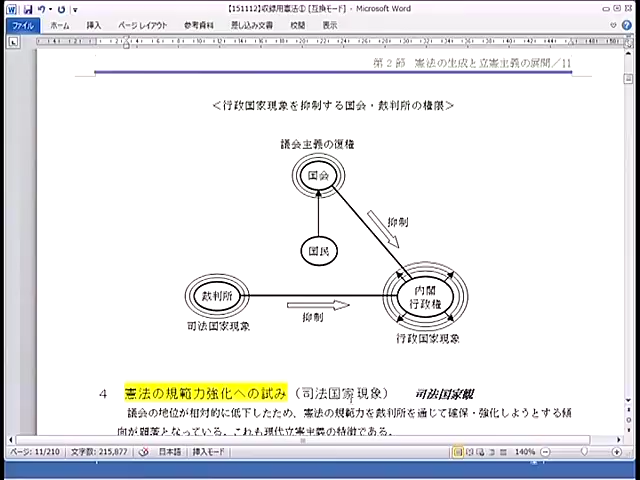 【151112】収録用憲法① [互換モード] - Microsoft Word
ファイル ホーム 挿入 ページ レイアウト 参考資料 差し込み文書 校閲 表示
第２節 憲法の生成と立憲主義の展開／11
＜行政国家現象を抑制する国会・裁判所の権限＞
議会主義の復権
国会
抑制
国民
裁判所
内閣
行政権
抑制
司法国家現象
行政国家現象
４ 憲法の規範力強化への試み（司法国家現象） 司法国家観
議会の地位が相対的に低下したため、憲法の規範力を裁判所を通じて確保・強化しようとする傾
向が顕著となっている。これも現代立憲主義の特徴である。
ページ: 11/210 文字数: 215,877 日本語 挿入モード 140%